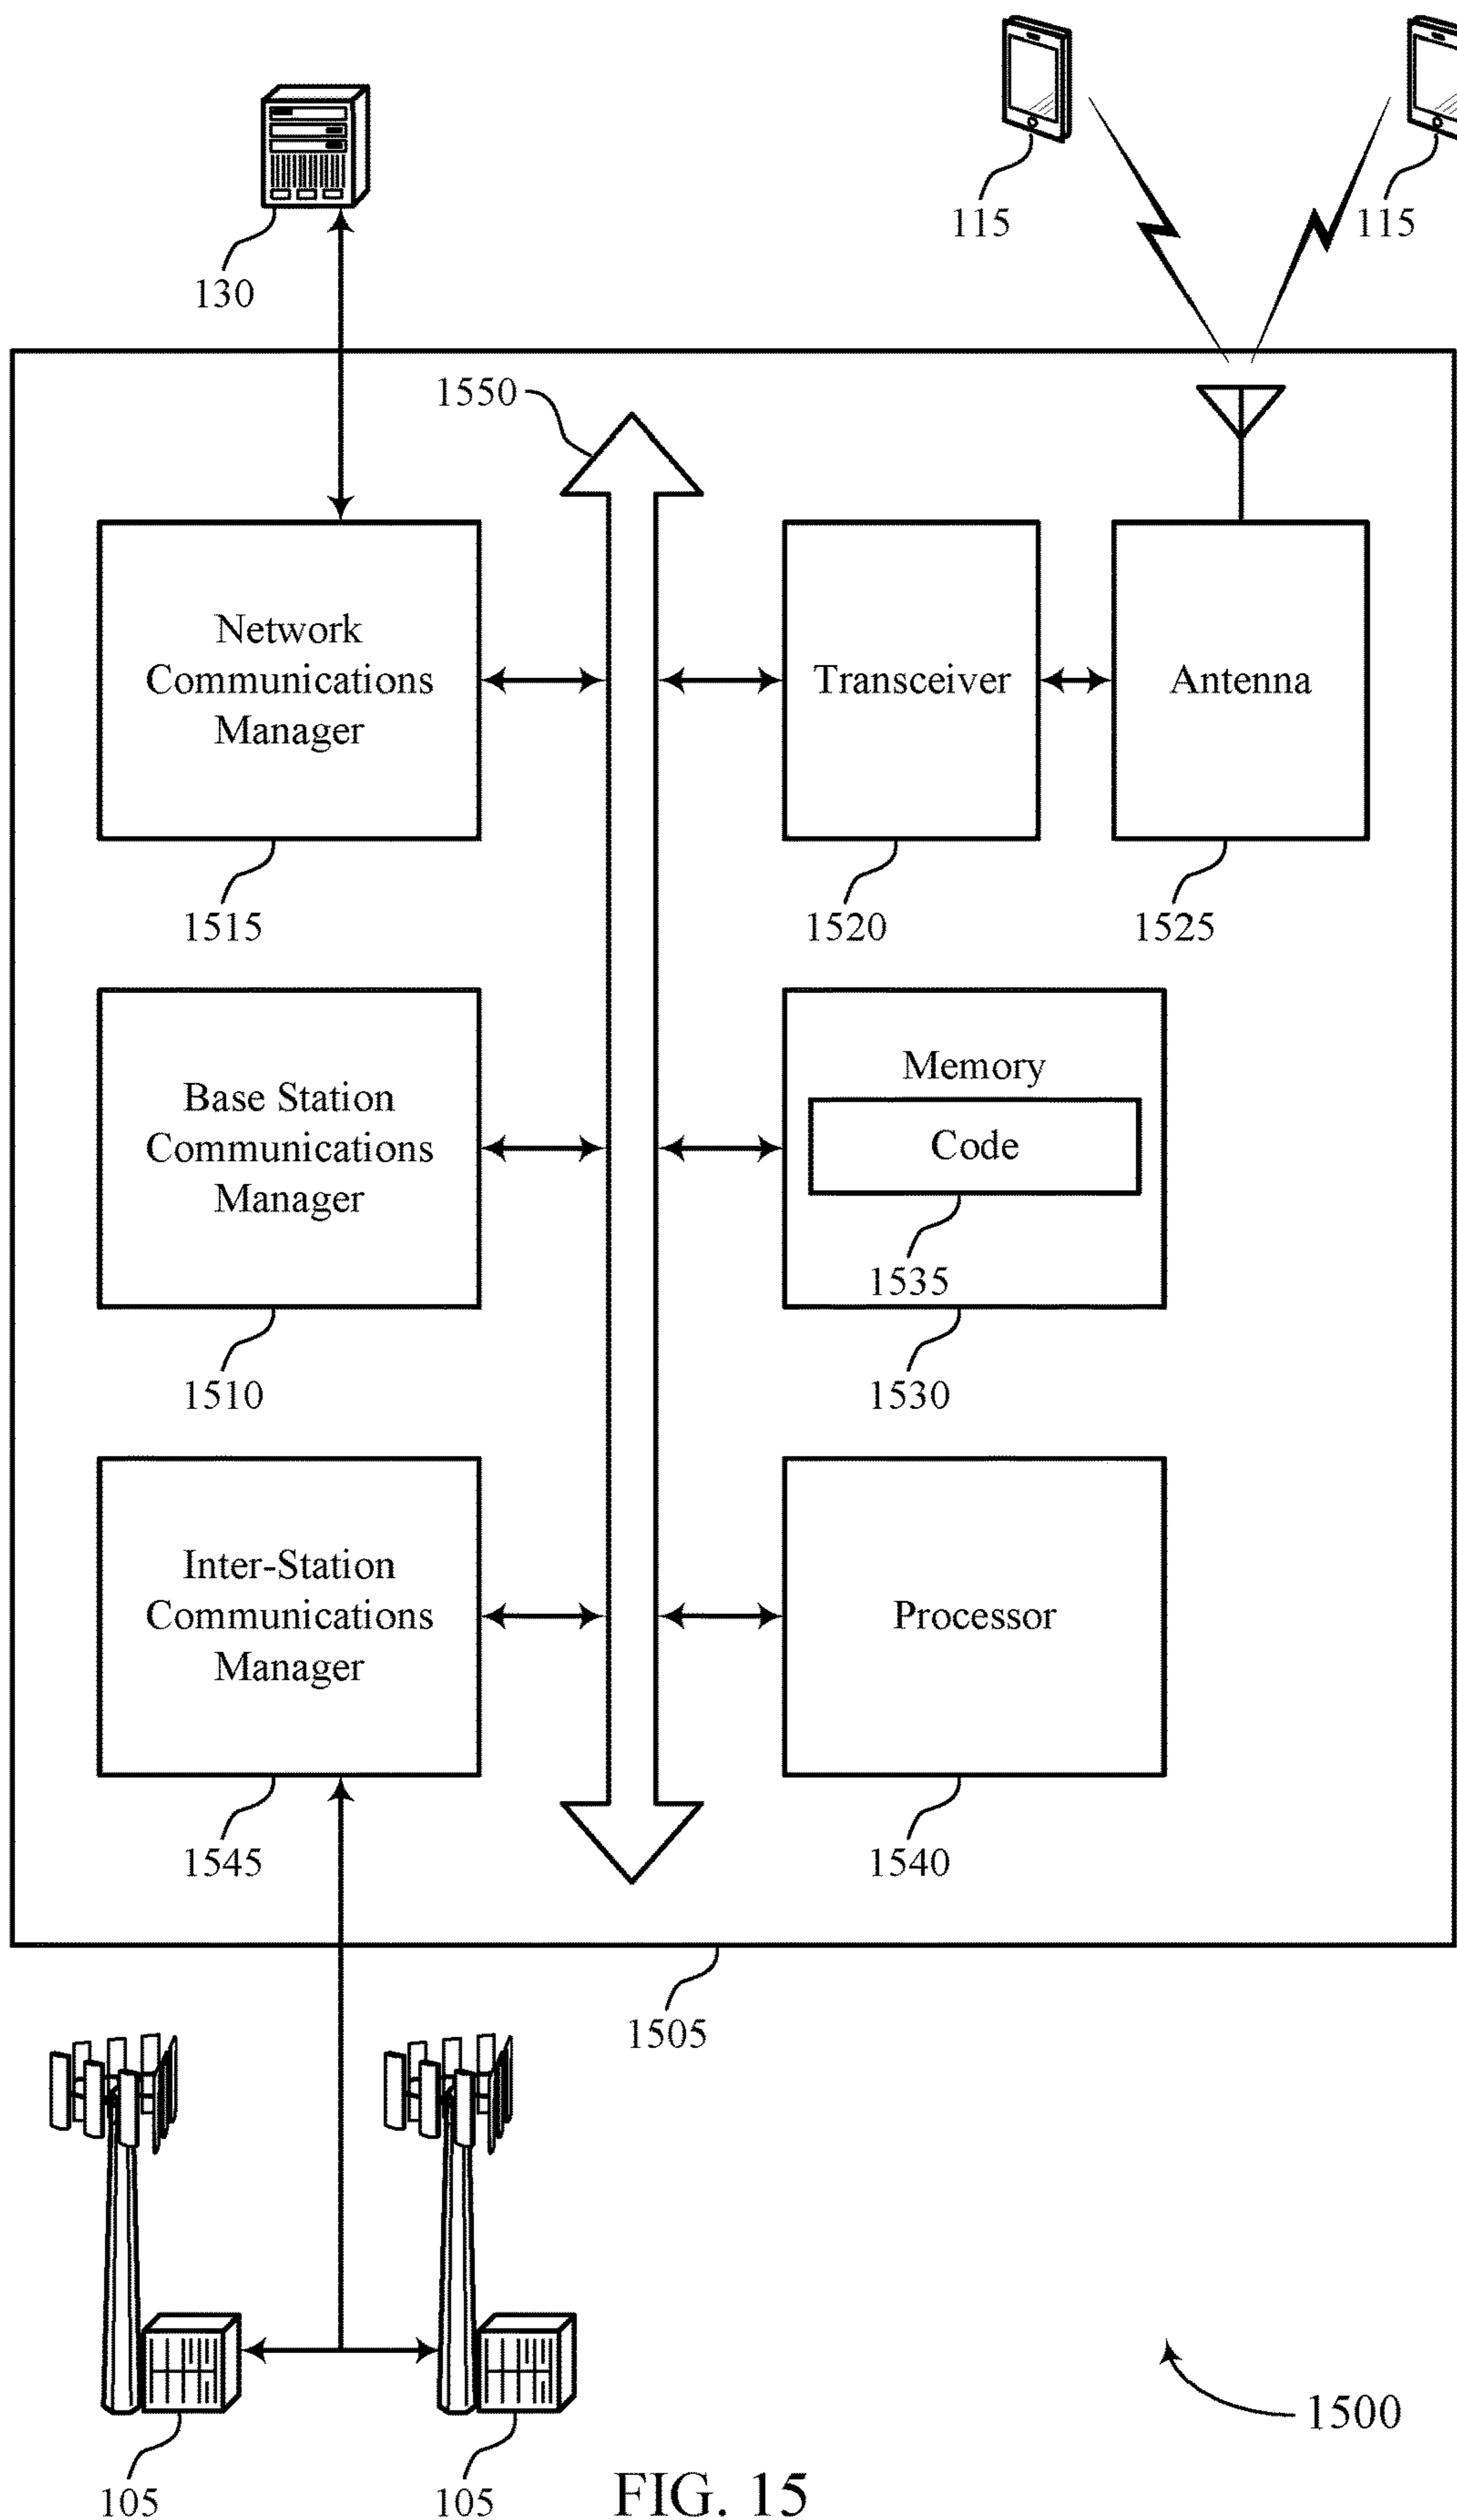 115
115
130
1550
Network
Communications
Manager
Transceiver
Antenna
1515
1520
1525
Base Station
Communications
Manager
Memory
Code
1535
1510
1530
Inter-Station
Communications
Manager
Processor
1545
1540
1505
1500
105
105
FIG. 15